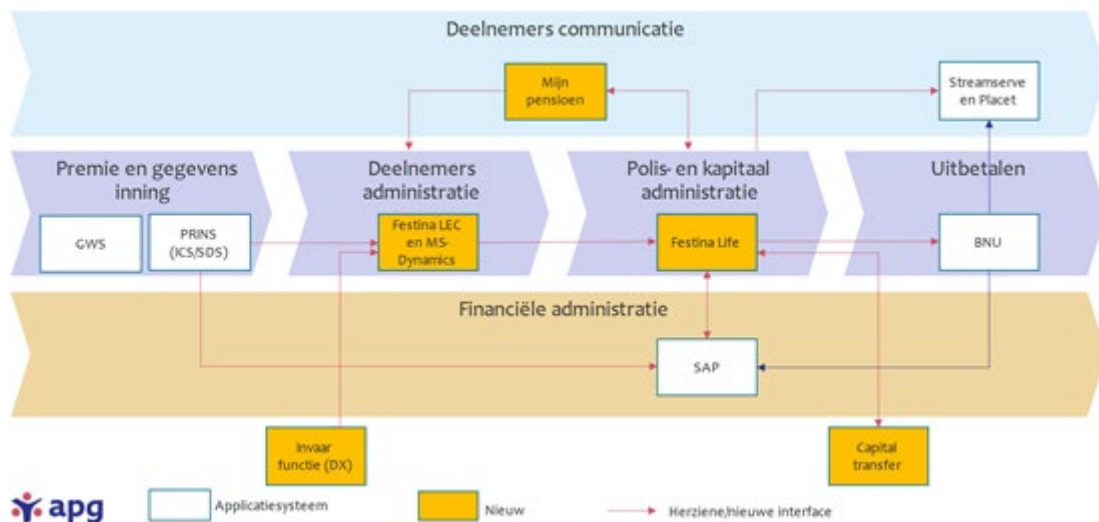 Deelnemers communicatie
Mijn
pensioen
Streamserve
en Placet
Premie en gegevens
inning
Deelnemers
administratie
Polis- en kapitaal
administratie
Uitbetalen
GWS
PRINS
(ICS/SDS)
Festina LEC
en MS-
Dynamics
Festina Life
BNU
Financiële administratie
SAP
Invaar
functie (DX)
Capital
transfer
apg
Applicatiesysteem
Nieuw
Herziene/nieuwe interface